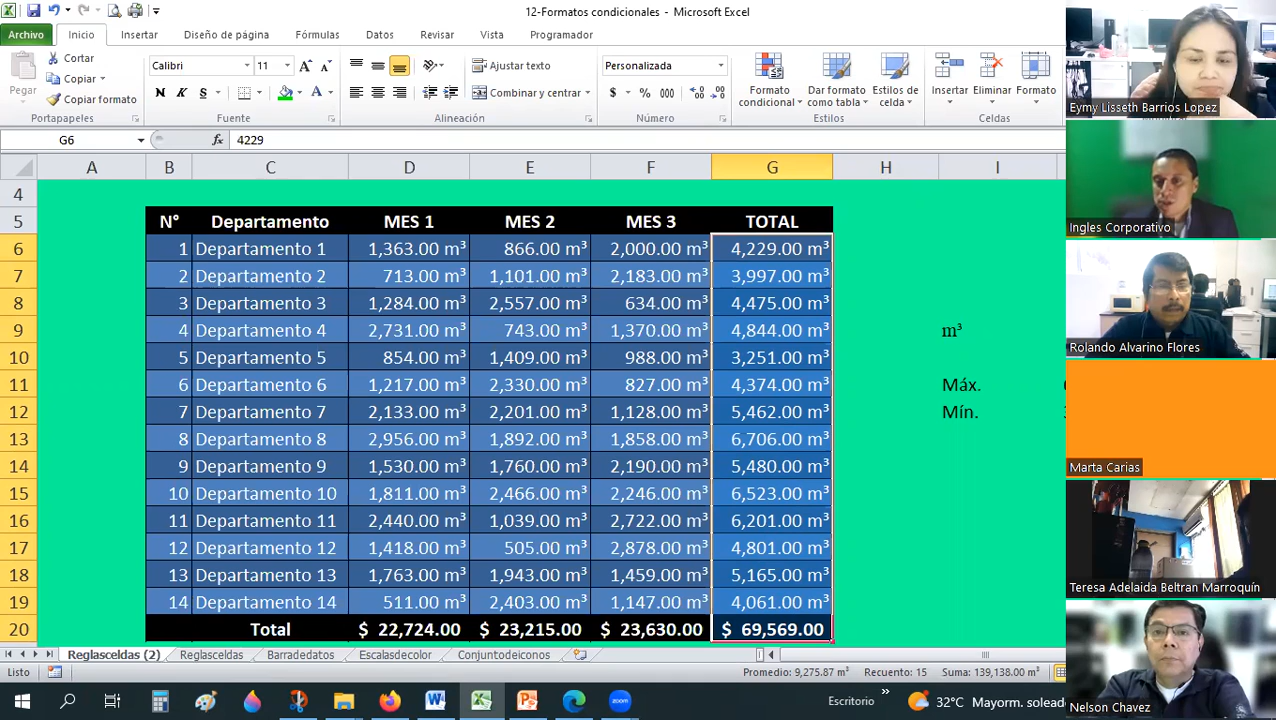 12-Formatos condicionales - Microsoft Excel
Archivo Inicio Insertar Diseño de página Fórmulas Datos Revisar Vista Programador
Pegar
Cortar
Copiar
Copiar formato
Portapapeles
Calibri 11
N K S
Fuente
Ajustar texto
Combinar y centrar
Alineación
Personalizada
$ % 000
Número
Formato condicional
Dar formato como tabla
Estilos de celda
Estilos
Insertar Eliminar Formato
Celdas
G6 fx 4229
A B C D E F G H I
4
5 N° Departamento MES 1 MES 2 MES 3 TOTAL
6 1 Departamento 1 1,363.00 m³ 866.00 m³ 2,000.00 m³ 4,229.00 m³
7 2 Departamento 2 713.00 m³ 1,101.00 m³ 2,183.00 m³ 3,997.00 m³
8 3 Departamento 3 1,284.00 m³ 2,557.00 m³ 634.00 m³ 4,475.00 m³
9 4 Departamento 4 2,731.00 m³ 743.00 m³ 1,370.00 m³ 4,844.00 m³ m³
10 5 Departamento 5 854.00 m³ 1,409.00 m³ 988.00 m³ 3,251.00 m³
11 6 Departamento 6 1,217.00 m³ 2,330.00 m³ 827.00 m³ 4,374.00 m³ Máx.
12 7 Departamento 7 2,133.00 m³ 2,201.00 m³ 1,128.00 m³ 5,462.00 m³ Mín.
13 8 Departamento 8 2,956.00 m³ 1,892.00 m³ 1,858.00 m³ 6,706.00 m³
14 9 Departamento 9 1,530.00 m³ 1,760.00 m³ 2,190.00 m³ 5,480.00 m³
15 10 Departamento 10 1,811.00 m³ 2,466.00 m³ 2,246.00 m³ 6,523.00 m³
16 11 Departamento 11 2,440.00 m³ 1,039.00 m³ 2,722.00 m³ 6,201.00 m³
17 12 Departamento 12 1,418.00 m³ 505.00 m³ 2,878.00 m³ 4,801.00 m³
18 13 Departamento 13 1,763.00 m³ 1,943.00 m³ 1,459.00 m³ 5,165.00 m³
19 14 Departamento 14 511.00 m³ 2,403.00 m³ 1,147.00 m³ 4,061.00 m³
20 Total $ 22,724.00 $ 23,215.00 $ 23,630.00 $ 69,569.00
Reglasceldas (2) Reglasceldas Barradedatos Escalasdecolor Conjuntodeiconos
Listo Promedio: 9,275.87 m³ Recuento: 15 Suma: 139,138.00 m³
Escritorio 32°C Mayorm. soleado
Eymy Lisseth Barrios Lopez
Ingles Corporativo
Rolando Alvarino Flores
Marta Carias
Teresa Adelaida Beltran Marroquín
Nelson Chavez